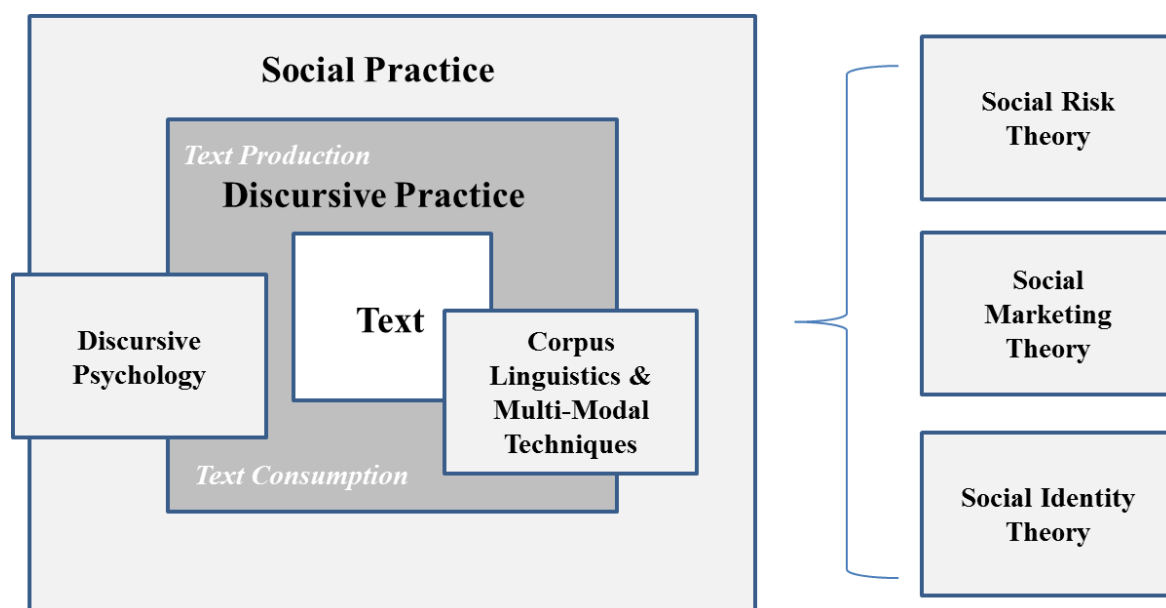 Social Practice
Text Production
Discursive Practice
Text
Discursive
Psychology
Corpus
Linguistics &
Multi-Modal
Techniques
Text Consumption
Social Risk
Theory
Social
Marketing
Theory
Social Identity
Theory